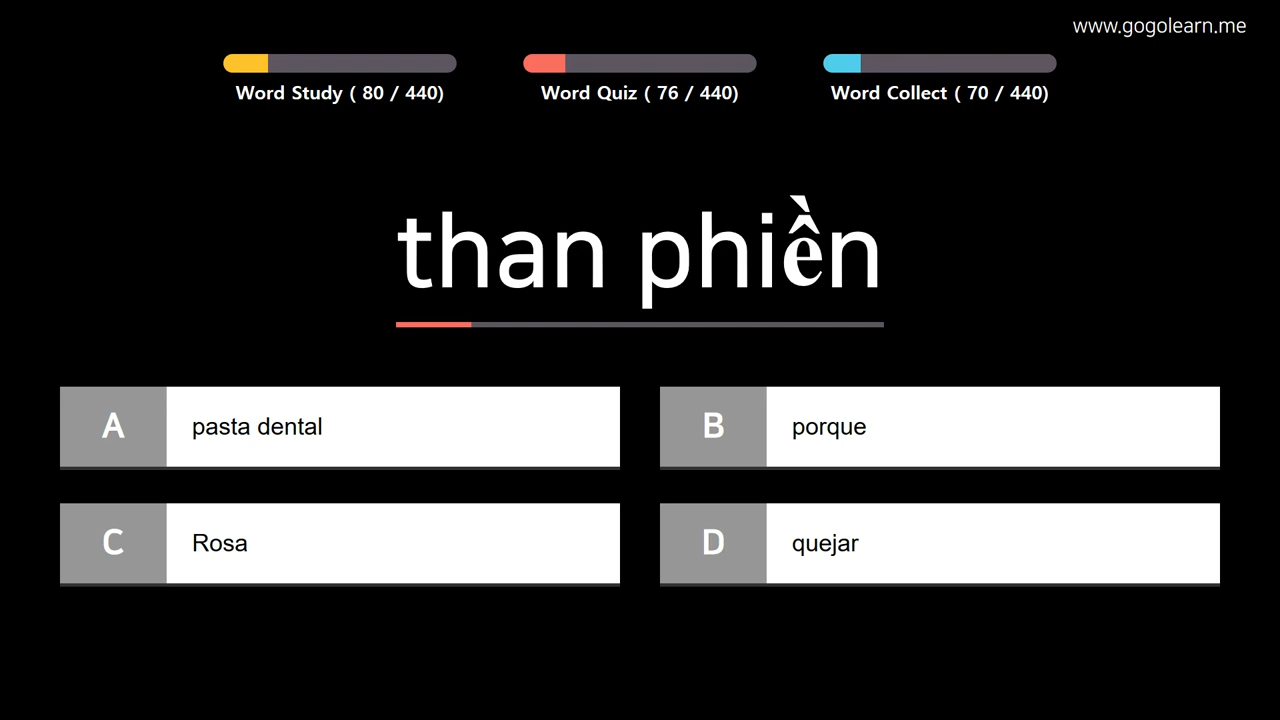 www.gogolearn.me
Word Study ( 80 / 440)
Word Quiz ( 76 / 440)
Word Collect ( 70 / 440)
than phiền
A
pasta dental
B
porque
C
Rosa
D
quejar